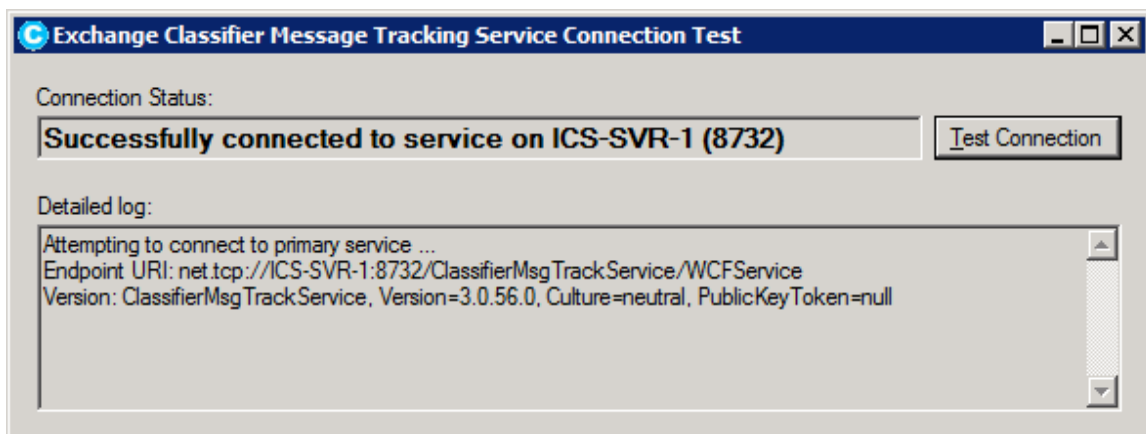 Exchange Classifier Message Tracking Service Connection Test
Connection Status:
Successfully connected to service on ICS-SVR-1 (8732)
Test Connection
Detailed log:
Attempting to connect to primary service ...
Endpoint URI: net.tcp://ICS-SVR-1:8732/ClassifierMsgTrackService/WCFService
Version: ClassifierMsgTrackService, Version=3.0.56.0, Culture=neutral, PublicKeyToken=null